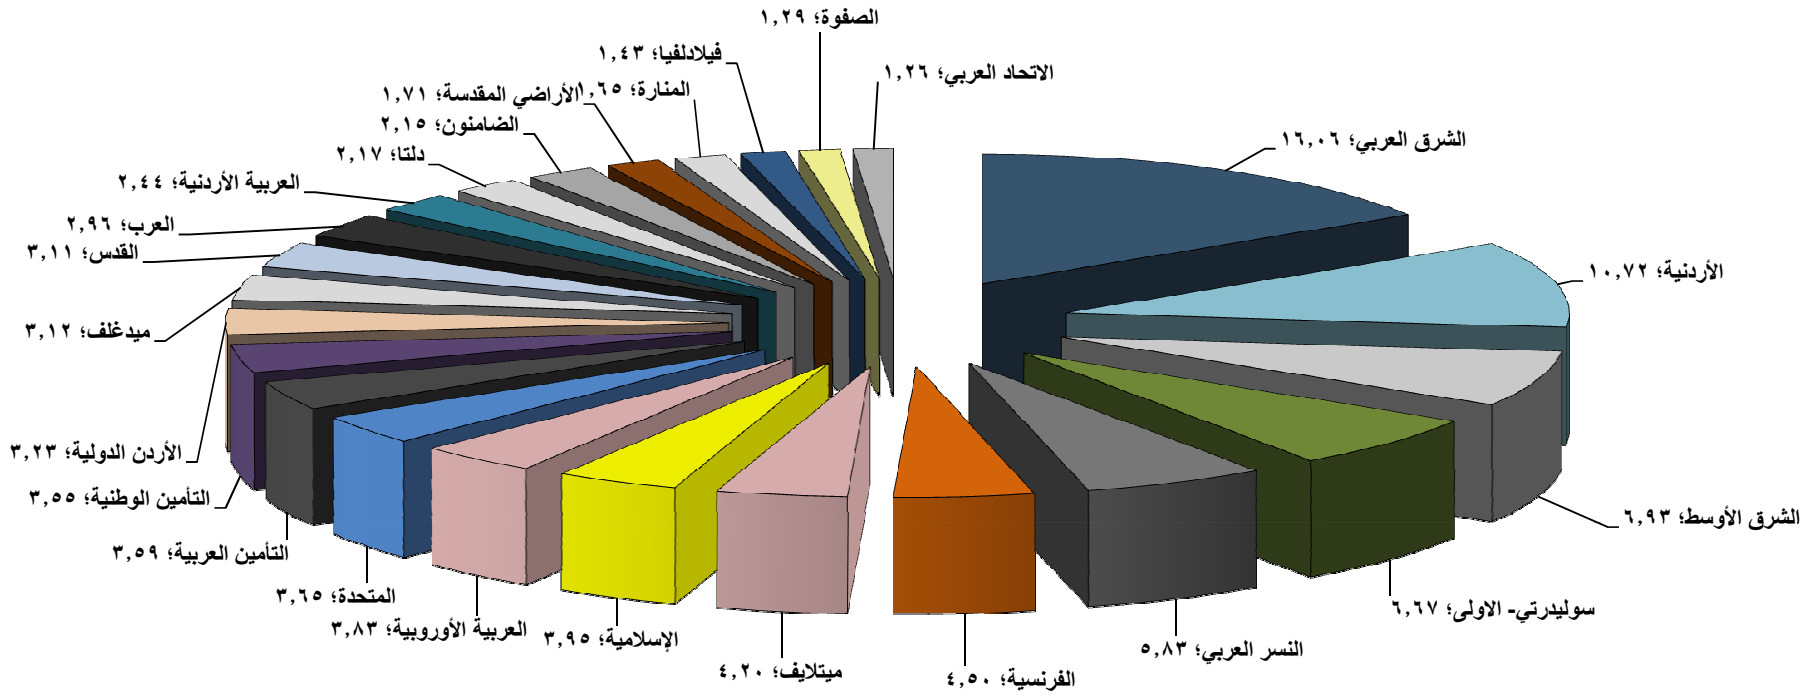 الصفوة؛ ١,٢٩
فيلادلفيا؛ ١,٤٣
الاتحاد العربي؛ ١,٢٦
المنارة؛ ١,٦٥
الأراضي المقدسة؛ ١,٧١
الضامنون؛ ٢,١٥
الشرق العربي؛ ١٦,٠٦
دلتا؛ ٢,١٧
العربية الأردنية؛ ٢,٤٤
العرب؛ ٢,٩٦
القدس؛ ٣,١١
الأردنية؛ ١٠,٧٢
ميدغلف؛ ٣,١٢
الأردن الدولية؛ ٣,٢٣
التأمين الوطنية؛ ٣,٥٥
الشرق الأوسط؛ ٦,٩٣
التأمين العربية؛ ٣,٥٩
المتحدة؛ ٣,٦٥
سوليدرتي- الاولى؛ ٦,٦٧
العربية الأوروبية؛ ٣,٨٣
الإسلامية؛ ٣,٩٥
النسر العربي؛ ٥,٨٣
ميتلايف؛ ٤,٢٠
الفرنسية؛ ٤,٥٠